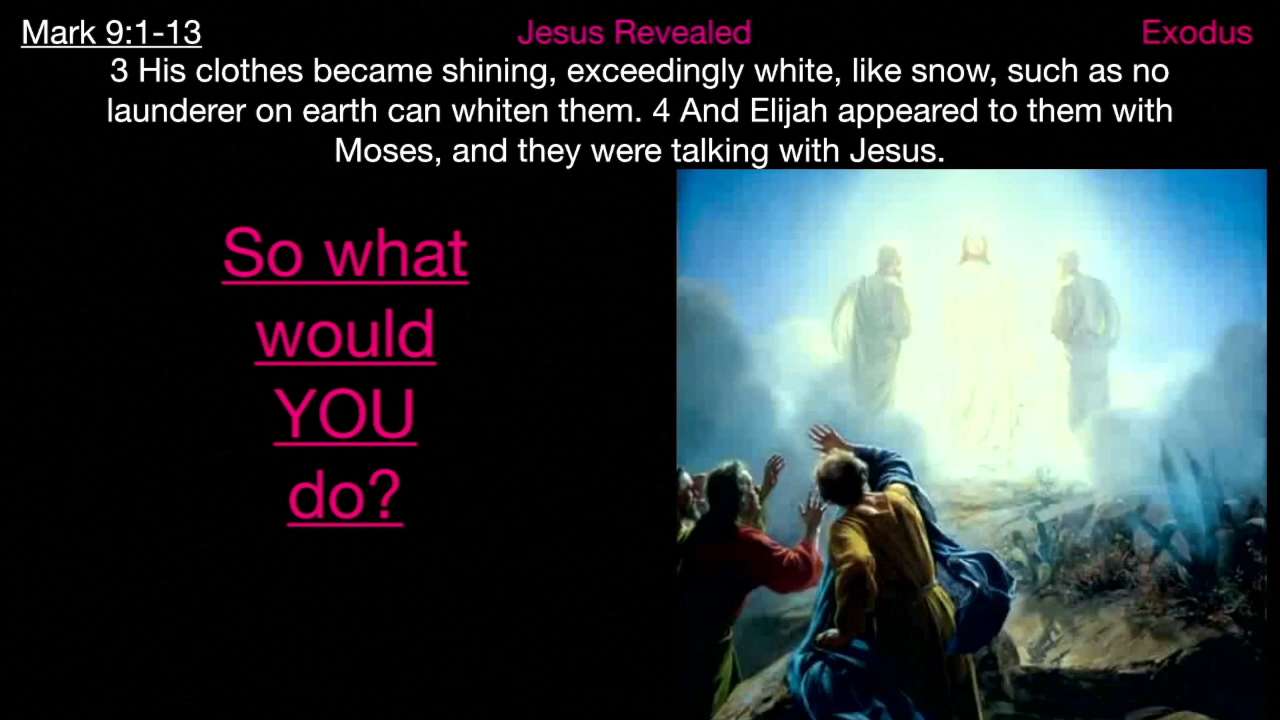 Mark 9:1-13 Jesus Revealed Exodus
3 His clothes became shining, exceedingly white, like snow, such as no
launderer on earth can whiten them. 4 And Elijah appeared to them with
Moses, and they were talking with Jesus.
So what
would
YOU
do?